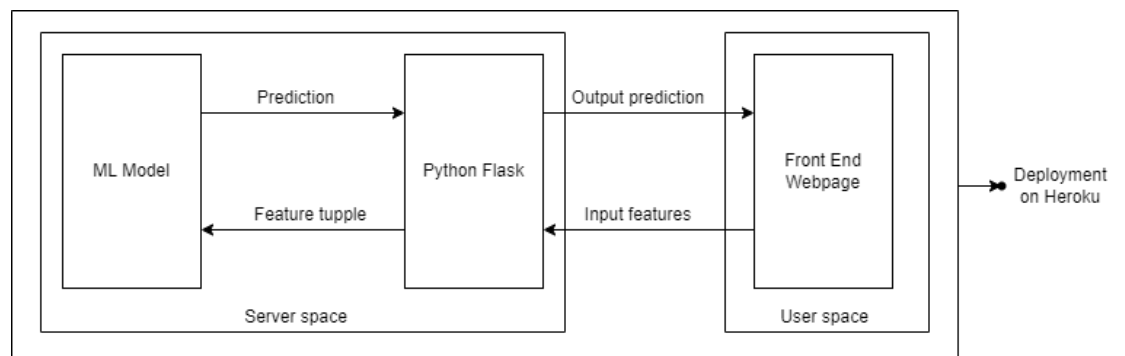 Prediction
Output prediction
ML Model
Python Flask
Front End
Webpage
Deployment
on Heroku
Feature tupple
Input features
Server space
User space